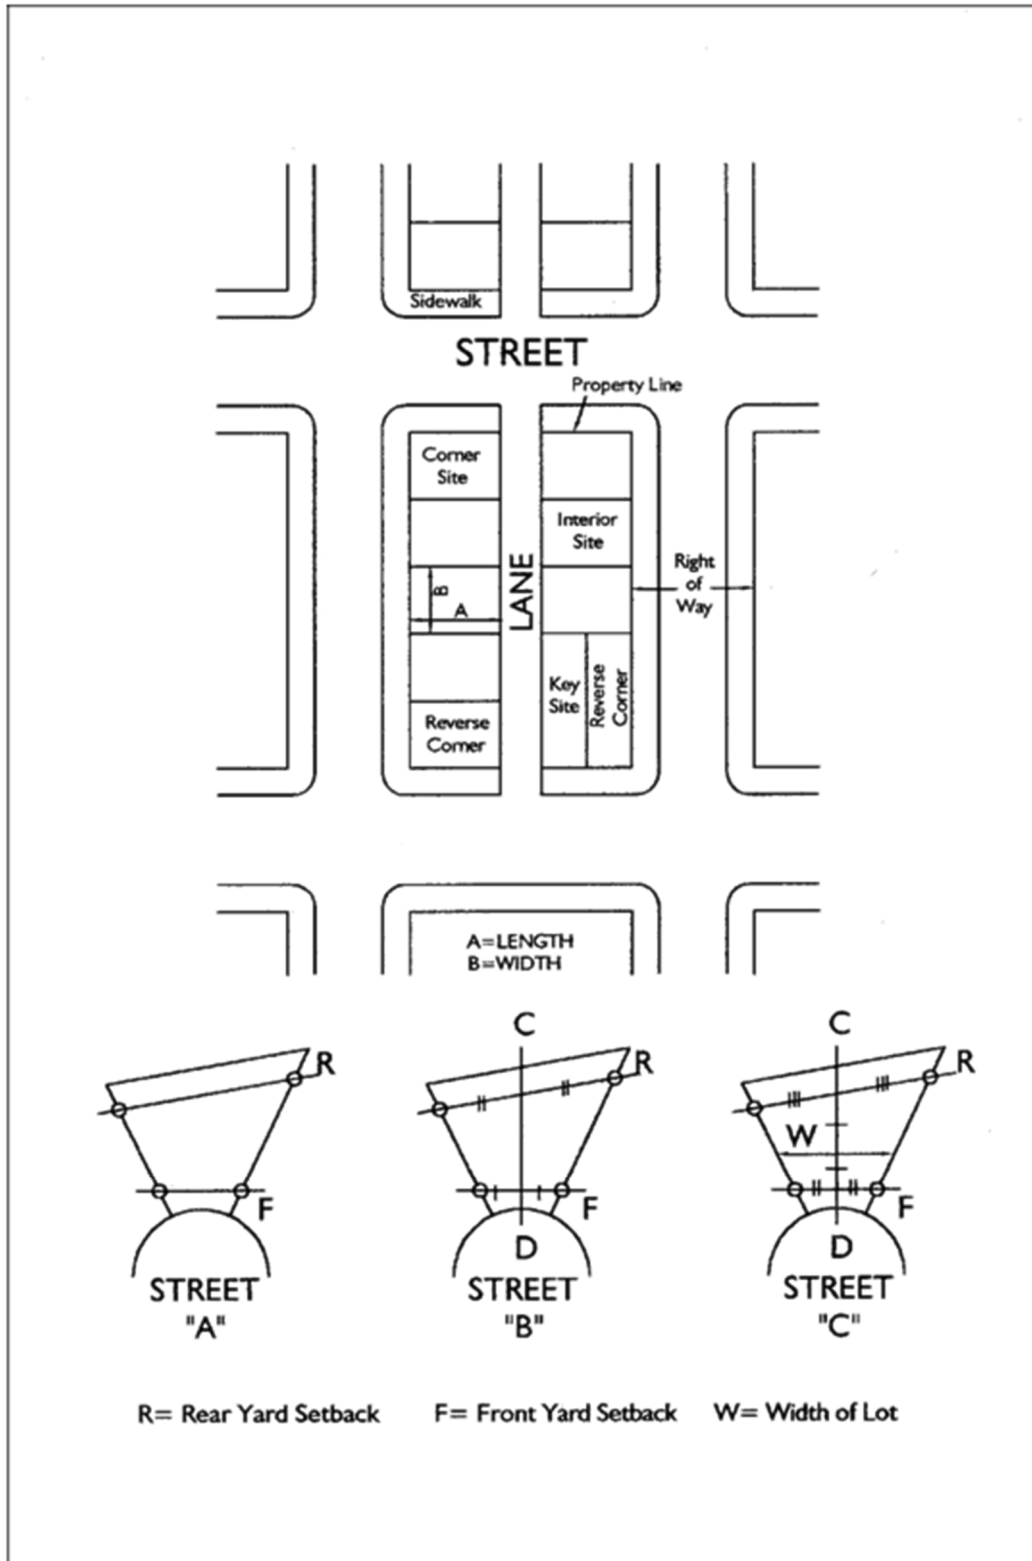 Sidewalk
STREET
Property Line
Corner
Site
Interior
Site
LANE
Right
of
Way
B
A
Key
Site
Reverse
Corner
Reverse
Corner
A=LENGTH
B=WIDTH
R
F
STREET
"A"
C
R
F
D
STREET
"B"
C
R
W
F
D
STREET
"C"
R= Rear Yard Setback
F= Front Yard Setback
W= Width of Lot